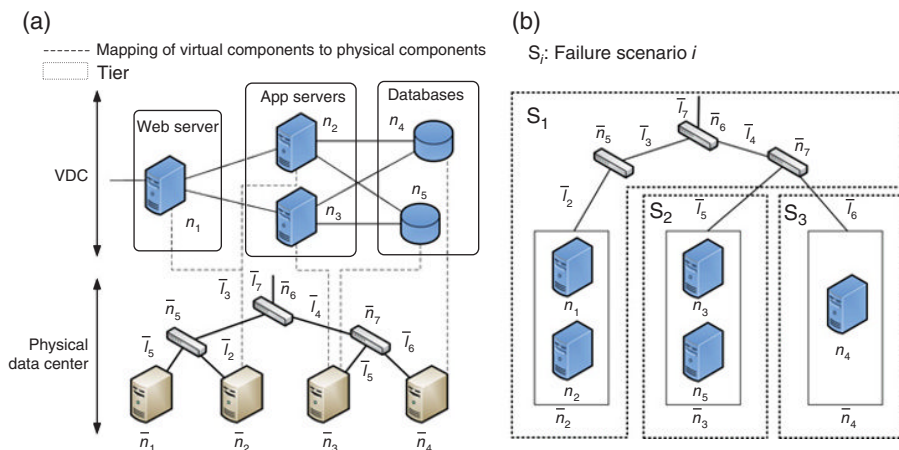 (a)
Mapping of virtual components to physical components
Tier
VDC
Web server
n₁
App servers
n₂
n₃
Databases
n₄
n₅
Physical
data center
l̅₃
l̅₇
n̅₆
l̅₄
n̅₅
n̅₇
l̅₅
l̅₂
l̅₅
l̅₆
n̅₁
n̅₂
n̅₃
n̅₄
(b)
Sᵢ: Failure scenario i
S₁
n̅₅
l̅₃
l̅₇
n̅₆
l̅₄
n̅₇
l̅₂
S₂
l̅₅
S₃
l̅₆
n₁
n₂
n̅₂
n₃
n₅
n̅₃
n₄
n̅₄